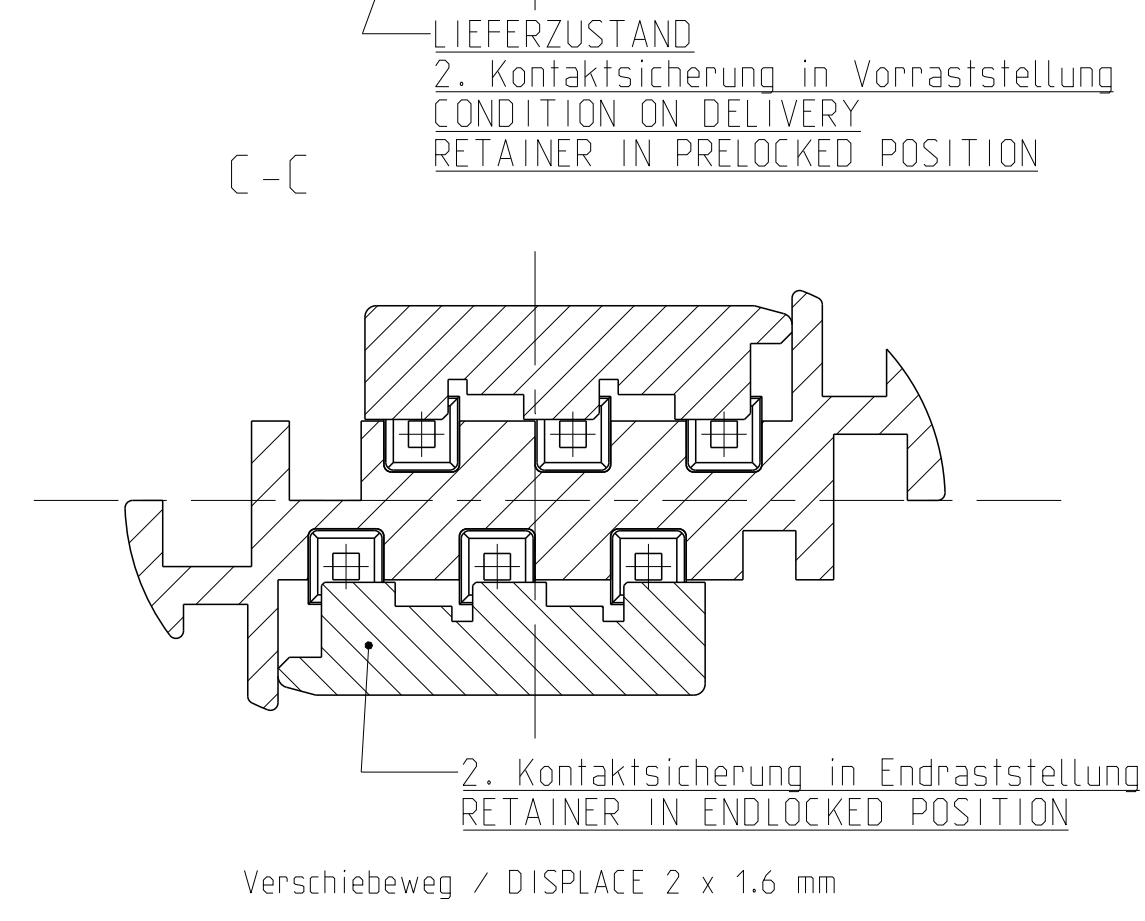 LIEFERZUSTAND
2. Kontaktsicherung in Vorraststellung
CONDITION ON DELIVERY
RETAINER IN PRELOCKED POSITION
C-C
2. Kontaktsicherung in Endraststellung
RETAINER IN ENDLOCKED POSITION
Verschiebeweg / DISPLACE 2 x 1.6 mm